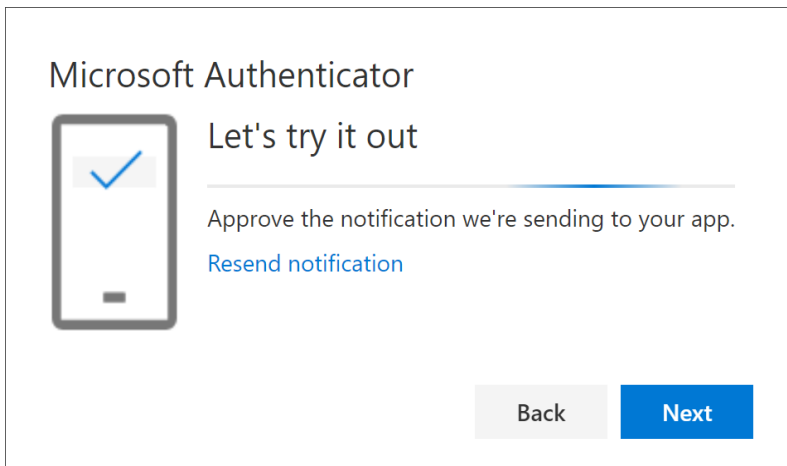 Microsoft Authenticator
Let's try it out
Approve the notification we're sending to your app.
Resend notification
Back
Next